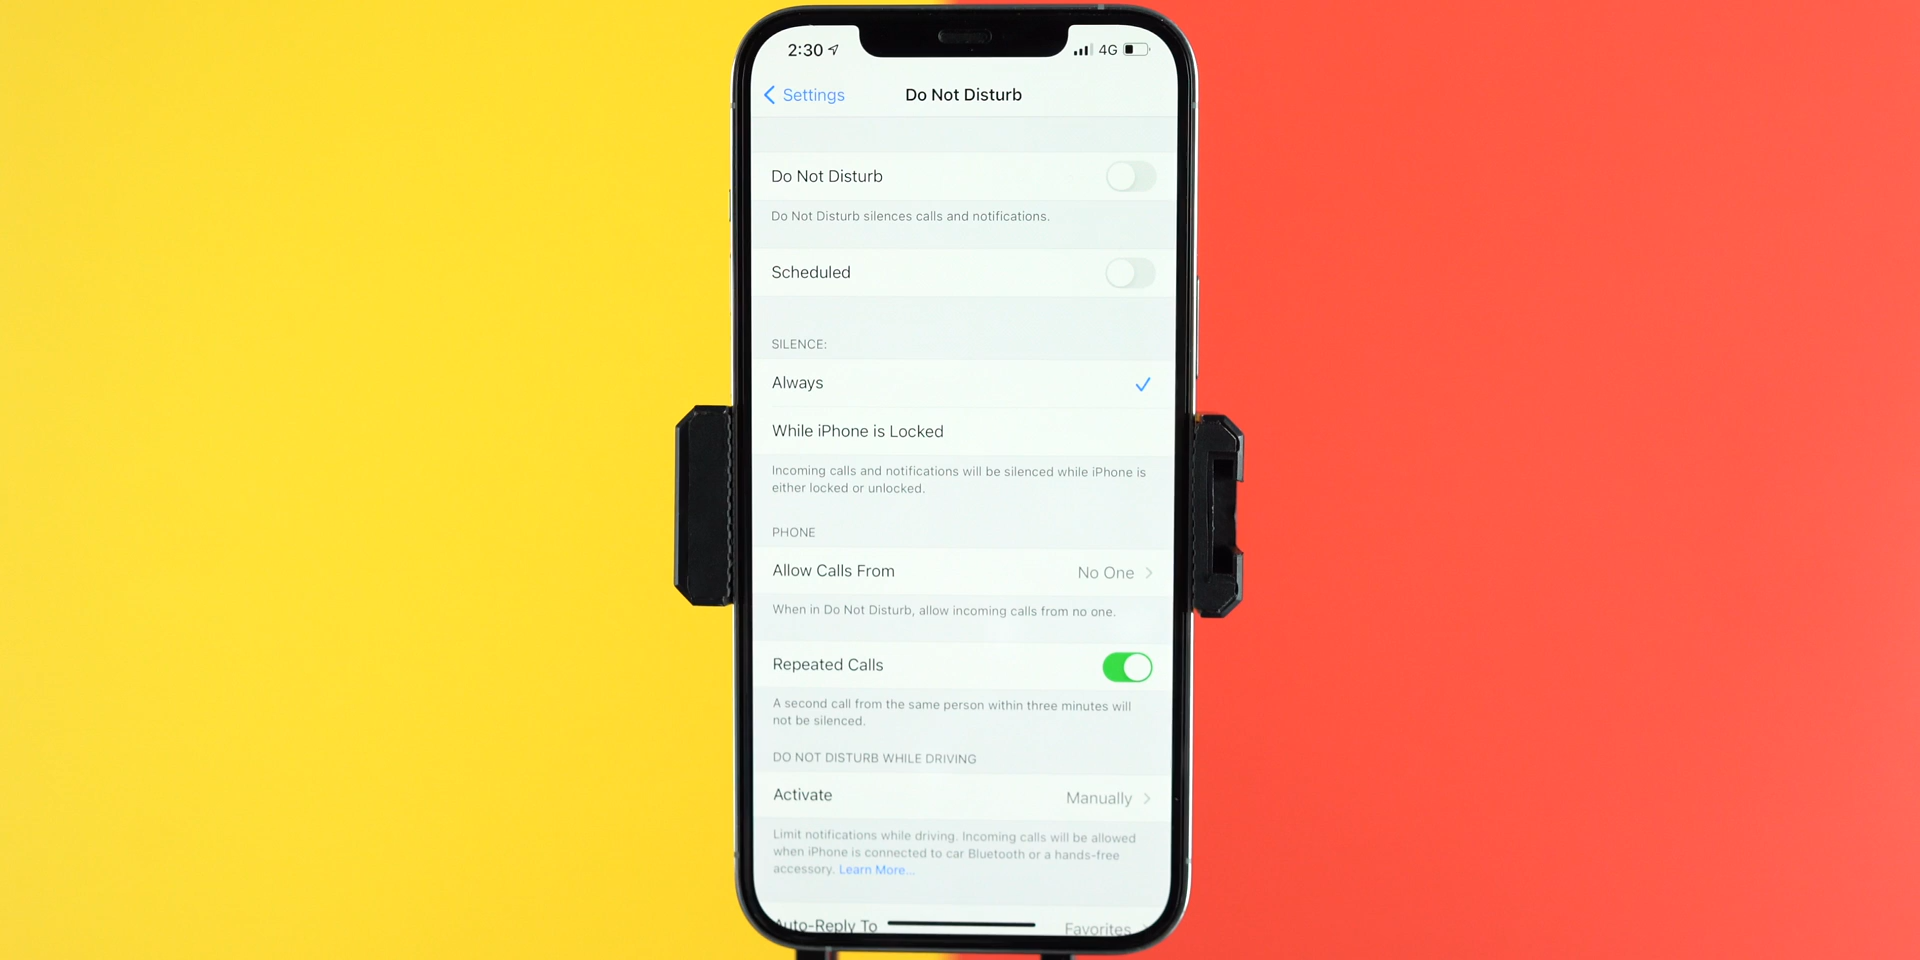 2:30 4G
Settings Do Not Disturb
Do Not Disturb
Do Not Disturb silences calls and notifications.
Scheduled
SILENCE:
Always
While iPhone is Locked
Incoming calls and notifications will be silenced while iPhone is
either locked or unlocked.
PHONE
Allow Calls From No One
When in Do Not Disturb, allow incoming calls from no one.
Repeated Calls
A second call from the same person within three minutes will
not be silenced.
DO NOT DISTURB WHILE DRIVING
Activate Manually
Limit notifications while driving. Incoming calls will be allowed
when iPhone is connected to car Bluetooth or a hands-free
accessory. Learn More...
Auto-Reply To Favorites